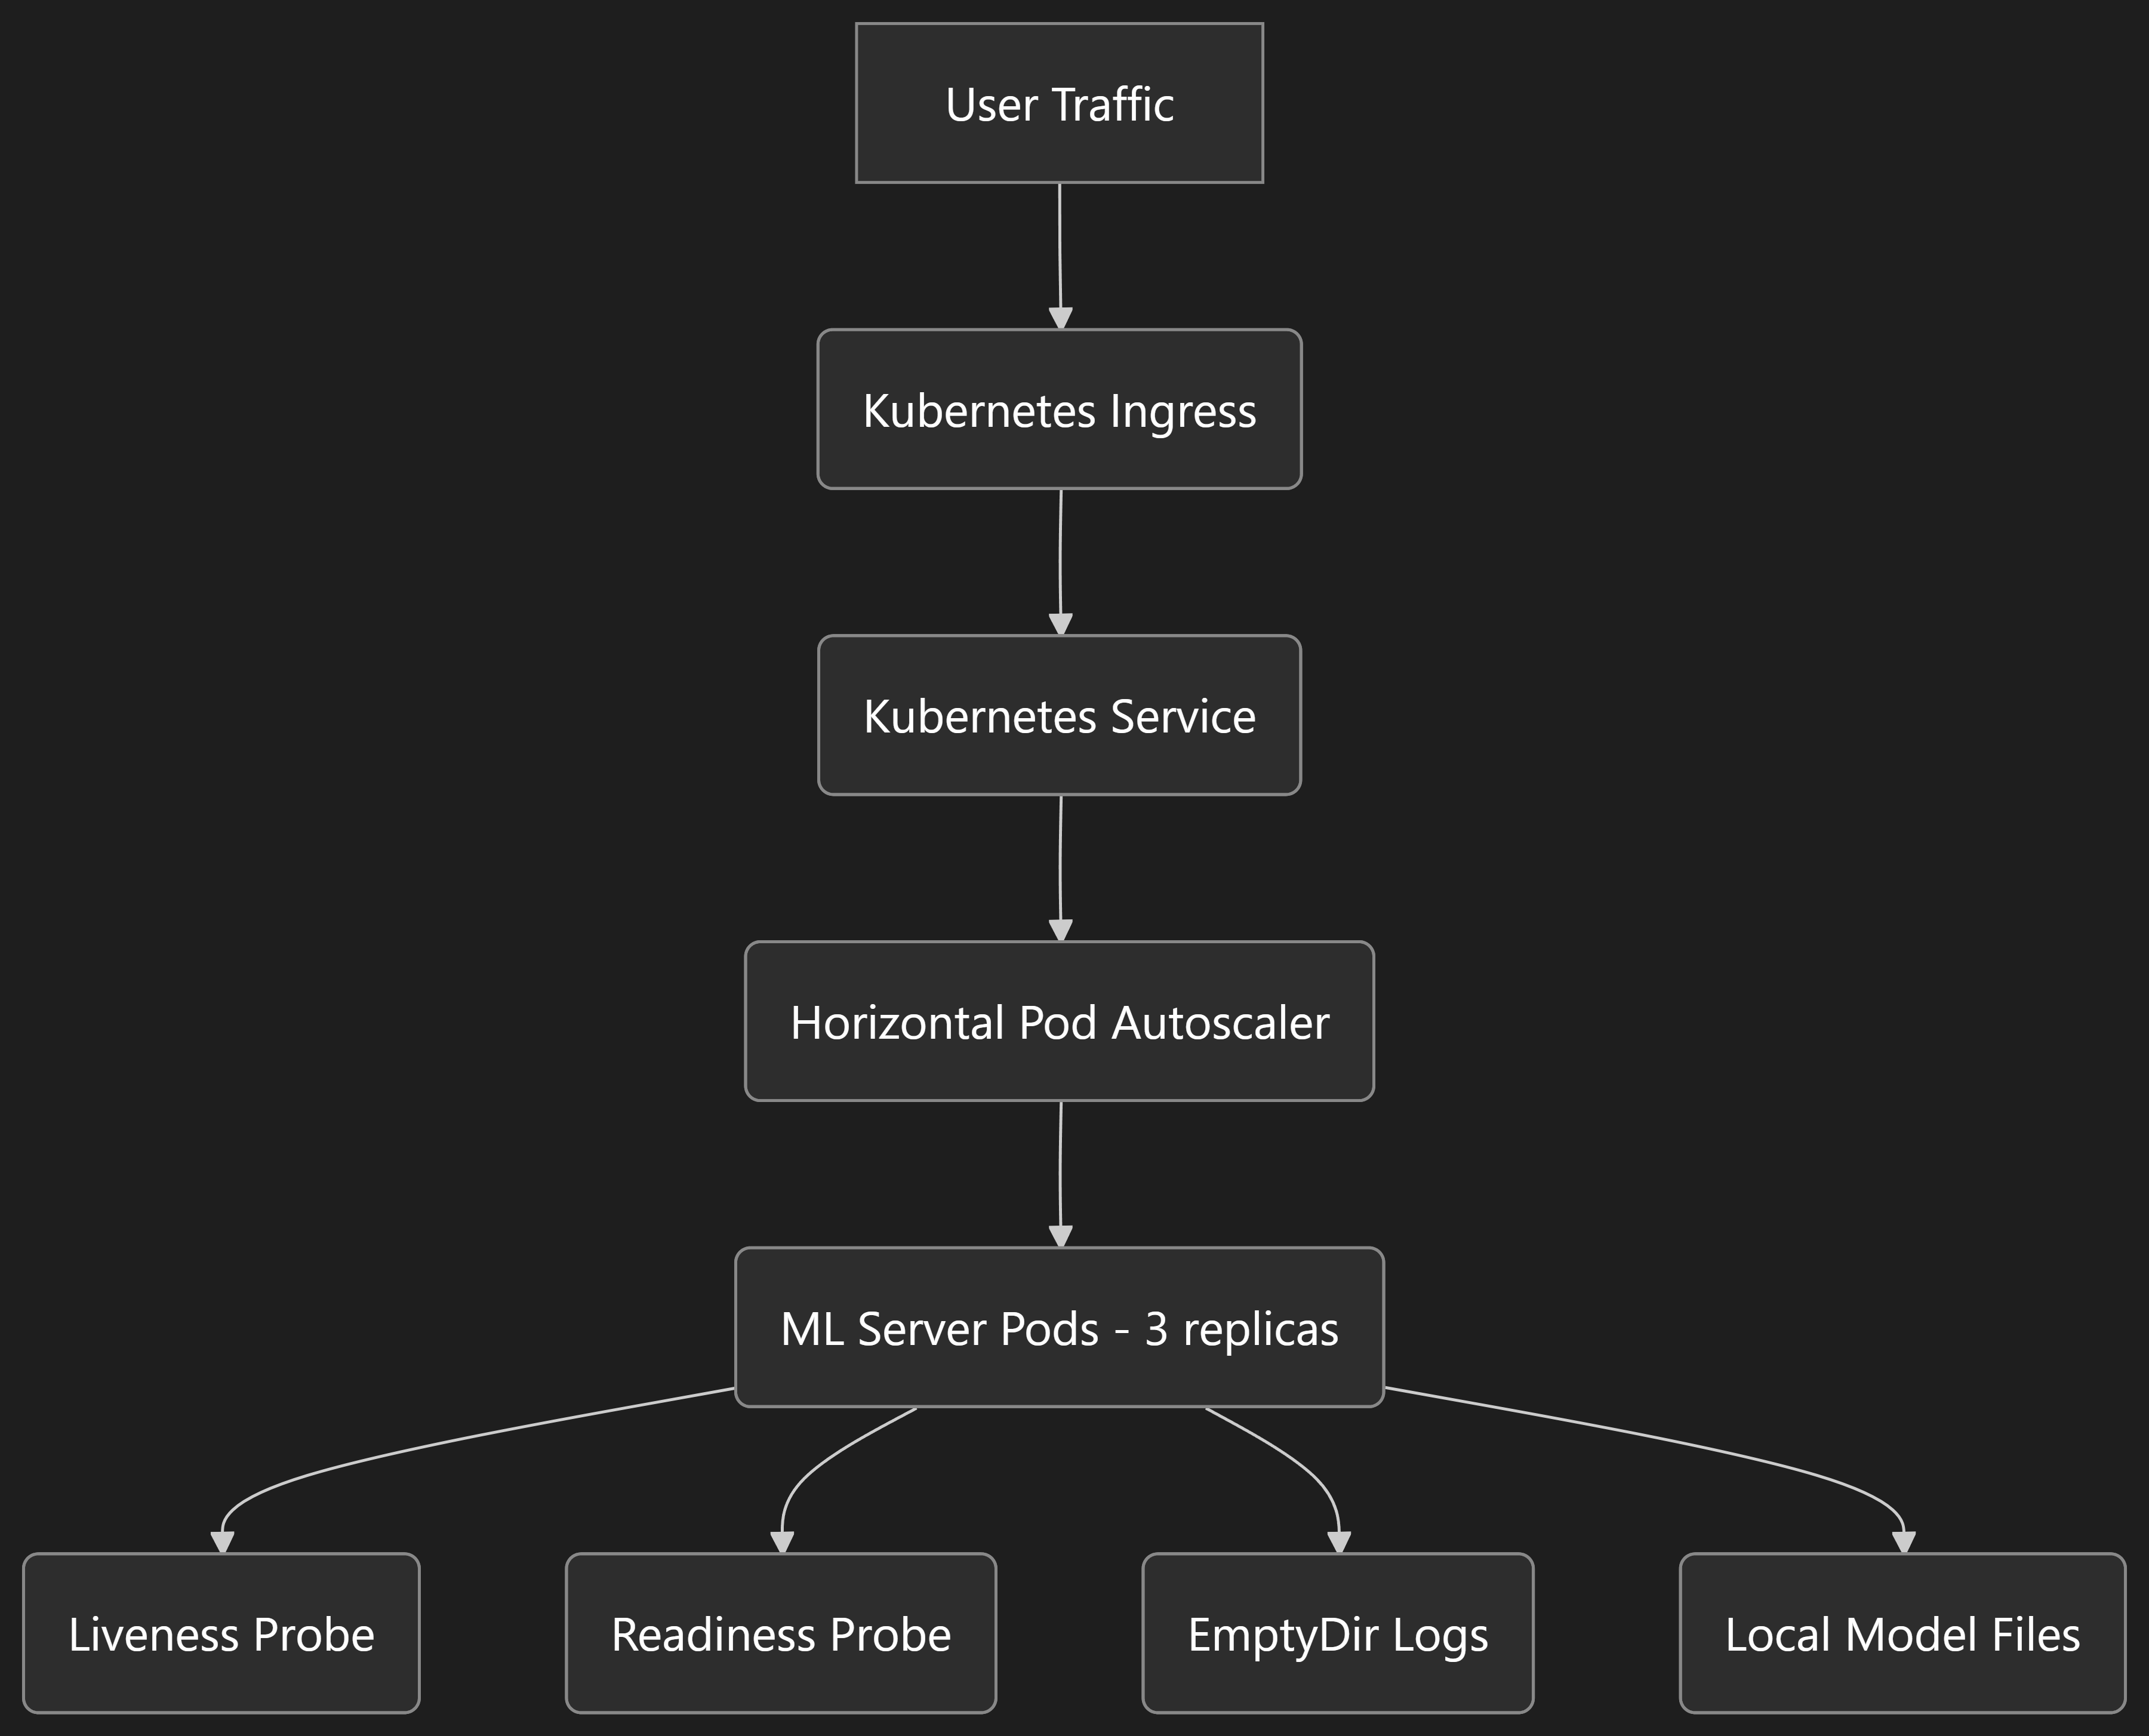 User Traffic
Kubernetes Ingress
Kubernetes Service
Horizontal Pod Autoscaler
ML Server Pods - 3 replicas
Liveness Probe
Readiness Probe
EmptyDir Logs
Local Model Files